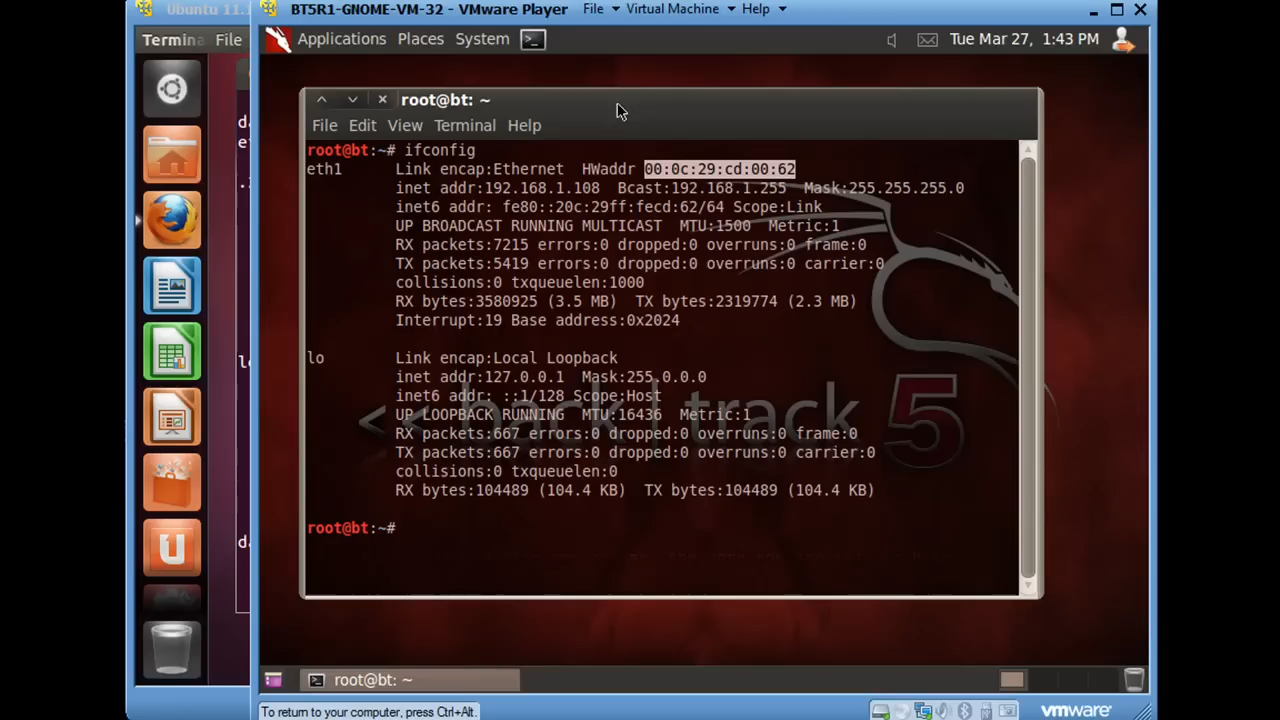 Ubuntu 11.1
BT5R1-GNOME-VM-32 - VMware Player File Virtual Machine Help
Termina File
Applications Places System Tue Mar 27, 1:43 PM
root@bt: ~
File Edit View Terminal Help
root@bt:~# ifconfig
eth1 Link encap:Ethernet HWaddr 00:0c:29:cd:00:62
inet addr:192.168.1.108 Bcast:192.168.1.255 Mask:255.255.255.0
inet6 addr: fe80::20c:29ff:fecd:62/64 Scope:Link
UP BROADCAST RUNNING MULTICAST MTU:1500 Metric:1
RX packets:7215 errors:0 dropped:0 overruns:0 frame:0
TX packets:5419 errors:0 dropped:0 overruns:0 carrier:0
collisions:0 txqueuelen:1000
RX bytes:3580925 (3.5 MB) TX bytes:2319774 (2.3 MB)
Interrupt:19 Base address:0x2024
lo Link encap:Local Loopback
inet addr:127.0.0.1 Mask:255.0.0.0
inet6 addr: ::1/128 Scope:Host
UP LOOPBACK RUNNING MTU:16436 Metric:1
RX packets:667 errors:0 dropped:0 overruns:0 frame:0
TX packets:667 errors:0 dropped:0 overruns:0 carrier:0
collisions:0 txqueuelen:0
RX bytes:104489 (104.4 KB) TX bytes:104489 (104.4 KB)
root@bt:~#
<< back | track 5
root@bt: ~
To return to your computer, press Ctrl+Alt.
vmware